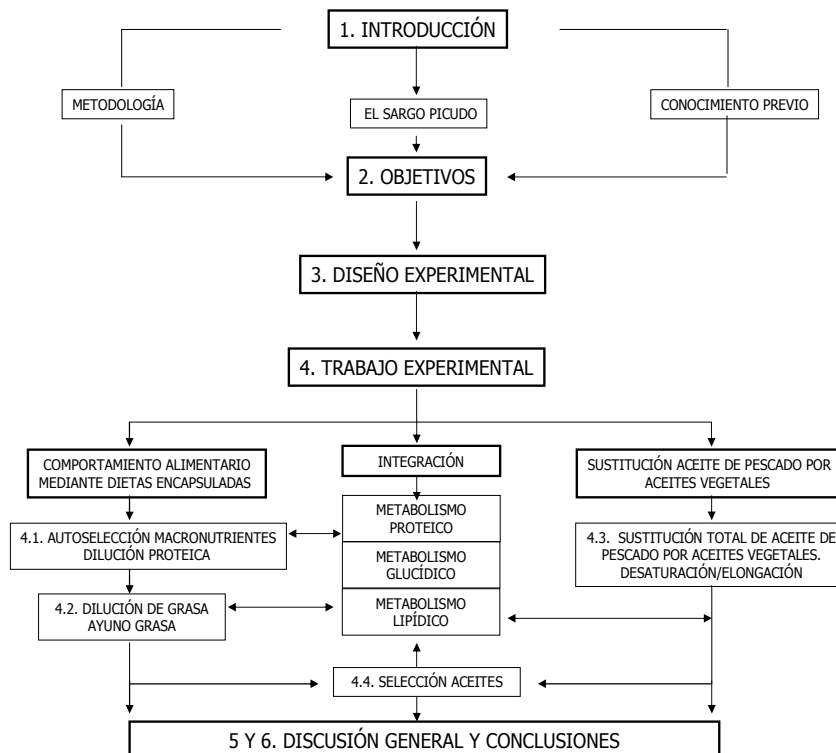 1. INTRODUCCIÓN
METODOLOGÍA
EL SARGO PICUDO
CONOCIMIENTO PREVIO
2. OBJETIVOS
3. DISEÑO EXPERIMENTAL
4. TRABAJO EXPERIMENTAL
COMPORTAMIENTO ALIMENTARIO
MEDIANTE DIETAS ENCAPSULADAS
INTEGRACIÓN
SUSTITUCIÓN ACEITE DE PESCADO POR
ACEITES VEGETALES
4.1. AUTOSELECCIÓN MACRONUTRIENTES
DILUCIÓN PROTEICA
METABOLISMO
PROTEICO
METABOLISMO
GLUCÍDICO
METABOLISMO
LIPÍDICO
4.3. SUSTITUCIÓN TOTAL DE ACEITE DE
PESCADO POR ACEITES VEGETALES.
DESATURACIÓN/ELONGACIÓN
4.2. DILUCIÓN DE GRASA
AYUNO GRASA
4.4. SELECCIÓN ACEITES
5 Y 6. DISCUSIÓN GENERAL Y CONCLUSIONES